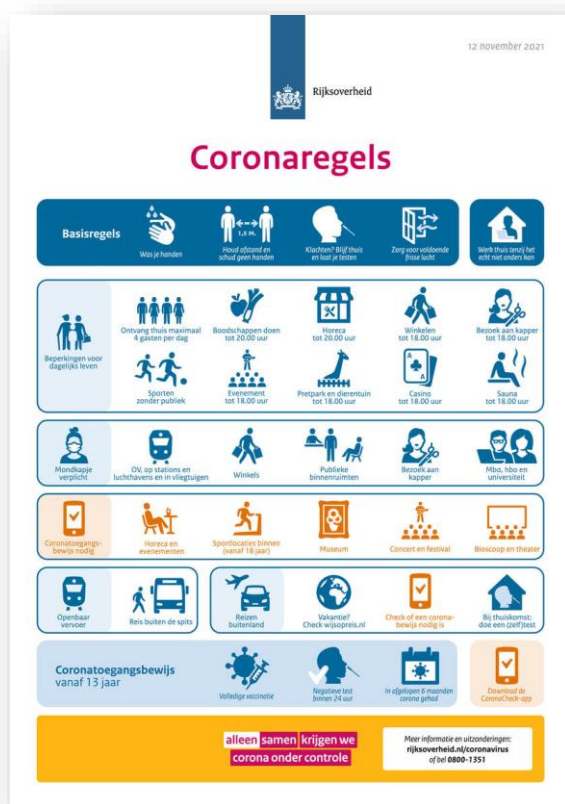 12 november 2021
Rijksoverheid
Coronaregels
Basisregels
Was je handen
1,5 M.
Houd afstand en
schud geen handen
Klachten? Blijf thuis
en laat je testen
Zorg voor voldoende
frisse lucht
Werk thuis tenzij het
echt niet anders kan
Beperkingen voor
dagelijks leven
Ontvang thuis maximaal
4 gasten per dag
Boodschappen doen
tot 20.00 uur
Horeca
tot 20.00 uur
Winkelen
tot 18.00 uur
Bezoek aan kapper
tot 18.00 uur
Sporten
zonder publiek
Evenement
tot 18.00 uur
Pretpark en dierentuin
tot 18.00 uur
A
Casino
tot 18.00 uur
Sauna
tot 18.00 uur
Mondkapje
verplicht
OV, op stations en
luchthavens en in vliegtuigen
Winkels
Publieke
binnenruimten
Bezoek aan
kapper
Mbo, hbo en
universiteit
Coronatoegangs-
bewijs nodig
Horeca en
evenementen
Sportlocaties binnen
(vanaf 18 jaar)
Museum
Concert en festival
Bioscoop en theater
Openbaar
vervoer
Reis buiten de spits
Reizen
buitenland
Vakantie?
Check wijsopreis.nl
Check of een corona-
bewijs nodig is
Bij thuiskomst:
doe een (zelf)test
Coronatoegangsbewijs
vanaf 13 jaar
Volledige vaccinatie
Negatieve test
binnen 24 uur
In afgelopen 6 maanden
corona gehad
Download de
CoronaCheck-app
alleen samen krijgen we
corona onder controle
Meer informatie en uitzonderingen:
rijksoverheid.nl/coronavirus
of bel 0800-1351